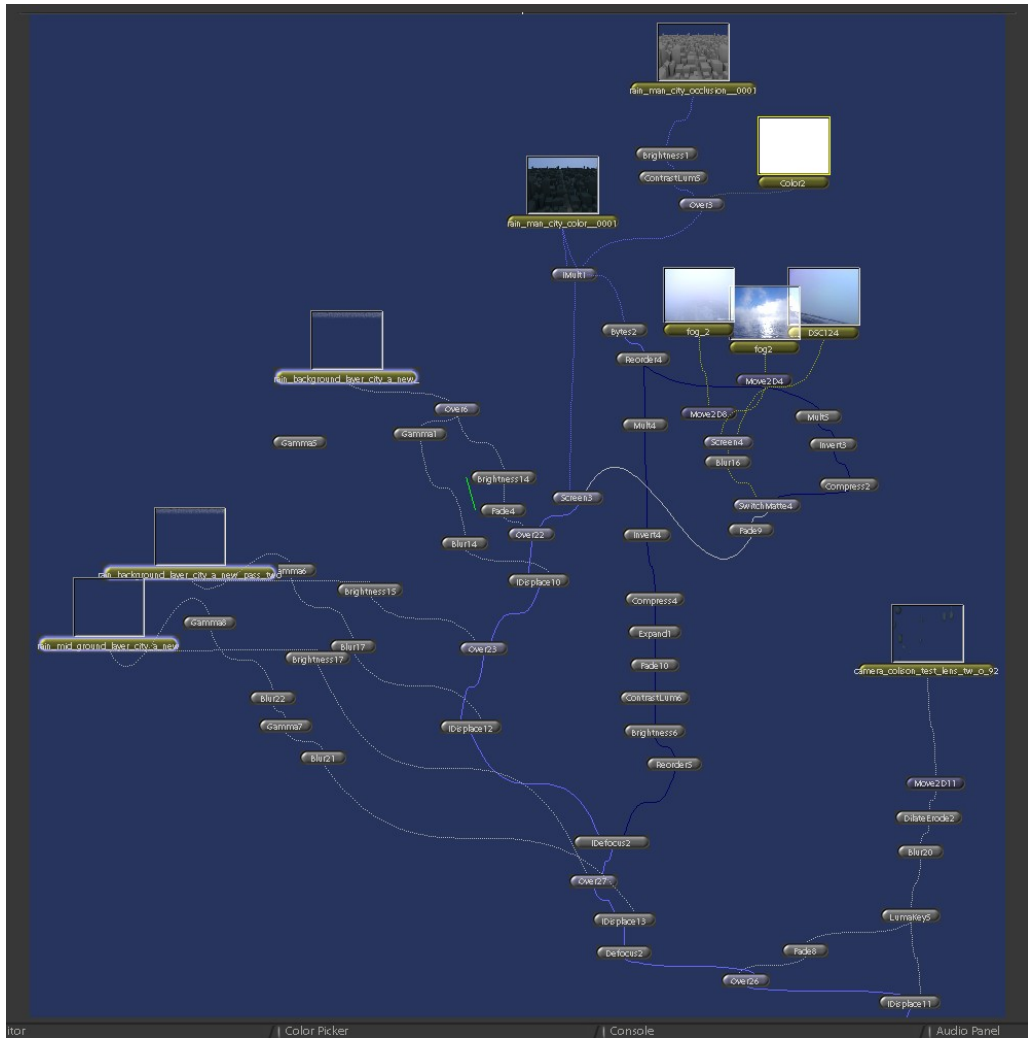 rain_man_city_occlusion__0001
Brightness1
ContrastLum5
Color2
Over3
rain_man_city_color__0001
IMult1
fog_2
fog2
DSC124
Bytes2
Reorder4
rain_background_layer_city_a_new_
Move2D4
Over6
Gamma1
Gamma5
Move2D8
Mult5
Mult4
Screen4
Invert3
Blur16
Brightness14
Compress2
Screen3
SwitchMatte4
Fade4
Fade9
Over22
Invert4
Blur14
IDisplace10
rain_background_layer_city_a_new_pass_two
amma6
Brightness15
Compress4
Gamma8
Expand1
rain_mid_ground_layer_city_a_new
Blur17
Brightness17
Over23
Fade10
camera_colison_test_lens_tw_o_92
Blur22
ContrastLum6
Gamma7
IDisplace12
Brightness6
Blur21
Reorder5
Move2D11
DilateErode2
IDefocus2
Blur20
Over27
IDisplace13
LumaKey5
Defocus2
Fade8
Over26
IDisplace11
itor
Color Picker
Console
Audio Panel